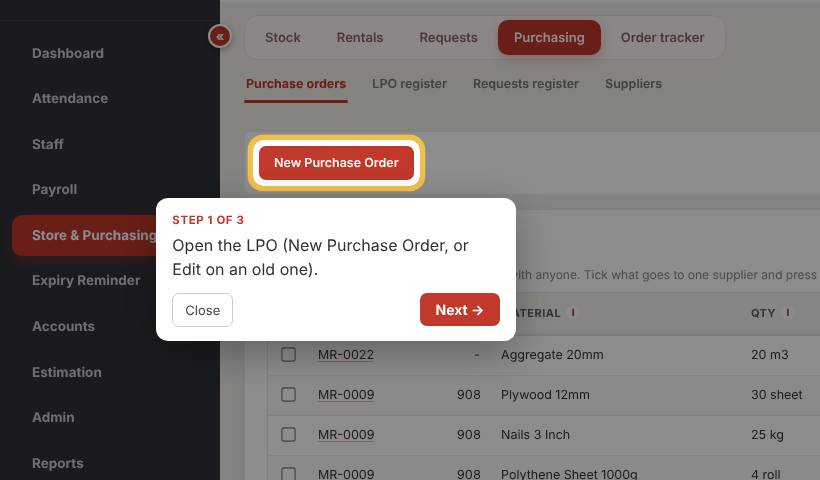 Dashboard
Attendance
Staff
Payroll
Store & Purchasing
Expiry Reminder
Accounts
Estimation
Admin
Reports
«
Stock Rentals Requests Purchasing Order tracker
Purchase orders LPO register Requests register Suppliers
New Purchase Order
STEP 1 OF 3
Open the LPO (New Purchase Order, or
Edit on an old one).
Close Next →
with anyone. Tick what goes to one supplier and press
MATERIAL i QTY i
MR-0022 - Aggregate 20mm 20 m3
MR-0009 908 Plywood 12mm 30 sheet
MR-0009 908 Nails 3 Inch 25 kg
MR-0009 908 Polythene Sheet 1000g 4 roll